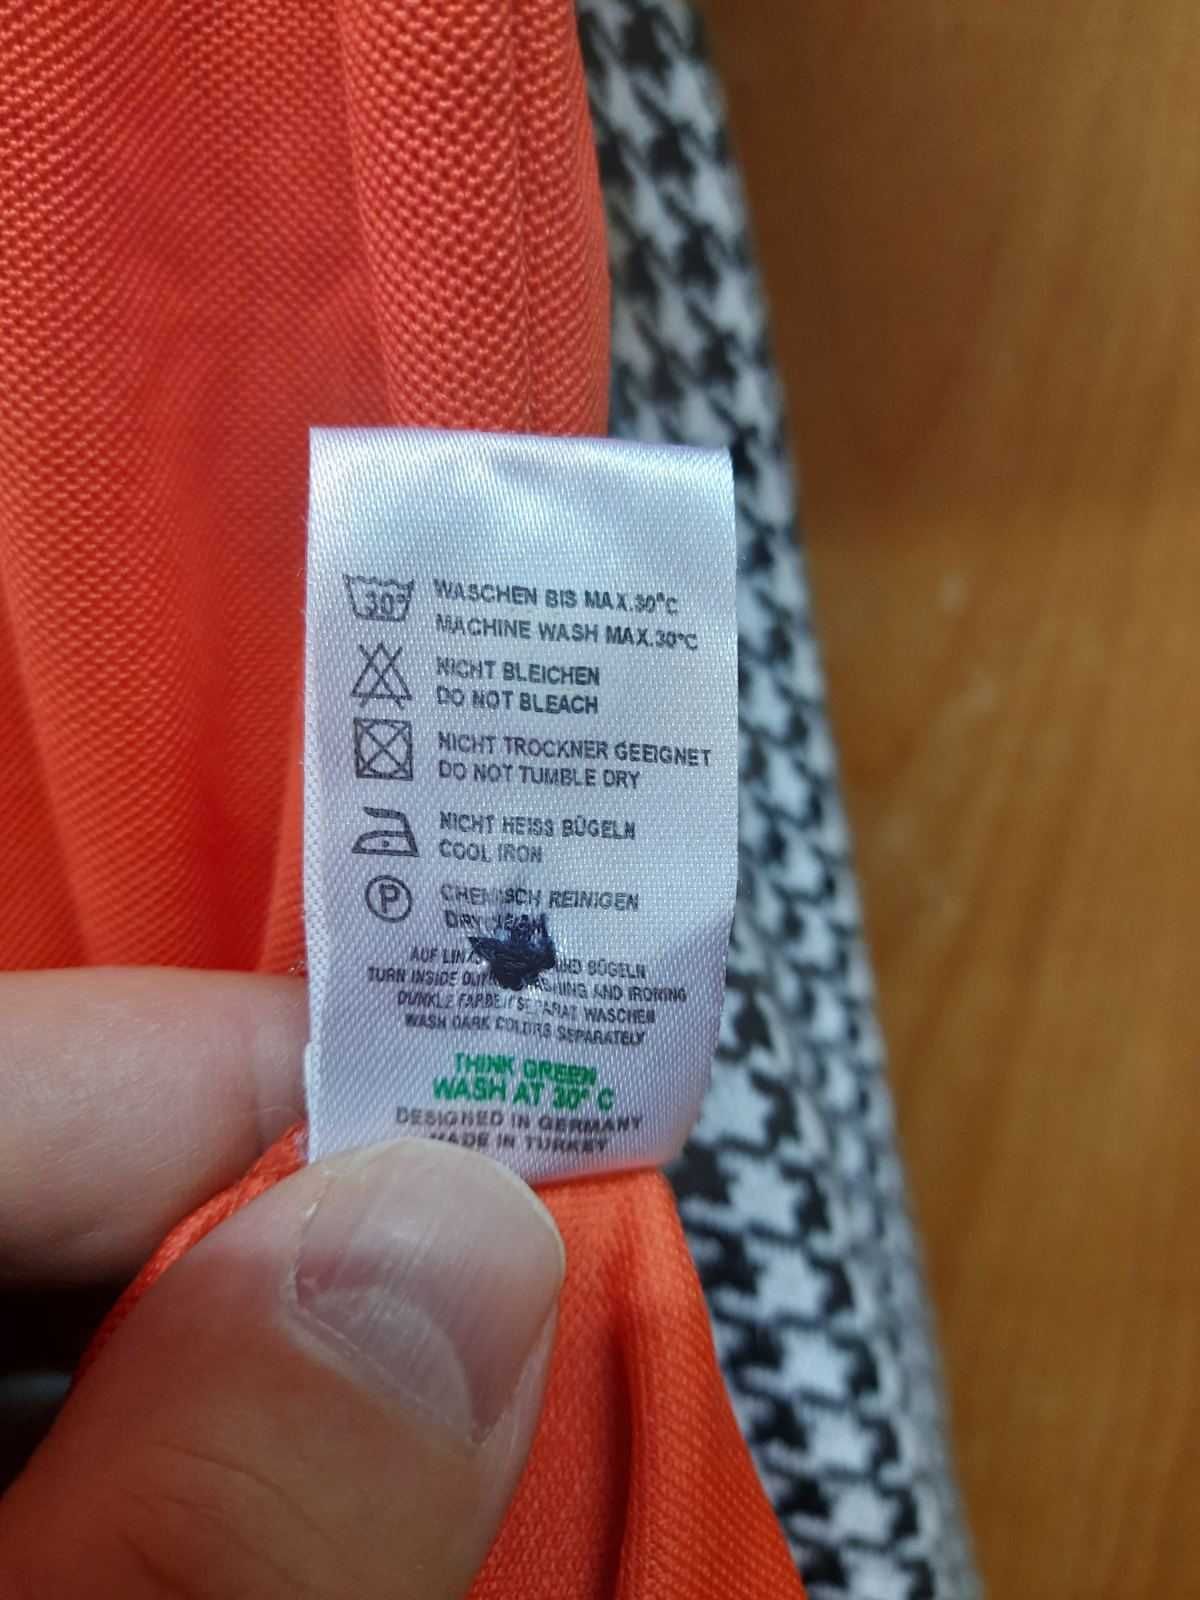 30°
WASCHEN BIS MAX.30°C
MACHINE WASH MAX.30°C
NICHT BLEICHEN
DO NOT BLEACH
NICHT TROCKNER GEEIGNET
DO NOT TUMBLE DRY
NICHT HEISS BÜGELN
COOL IRON
P
CHEMISCH REINIGEN
DRY
AUF UND BÜGELN
TURN INSIDE AND IRONING
DUNKLE FARBEN SEPARAT WASCHEN
WASH DARK COLORS SEPARATELY
THINK GREEN
WASH AT 30° C
DESIGNED IN GERMANY
MADE IN TURKEY